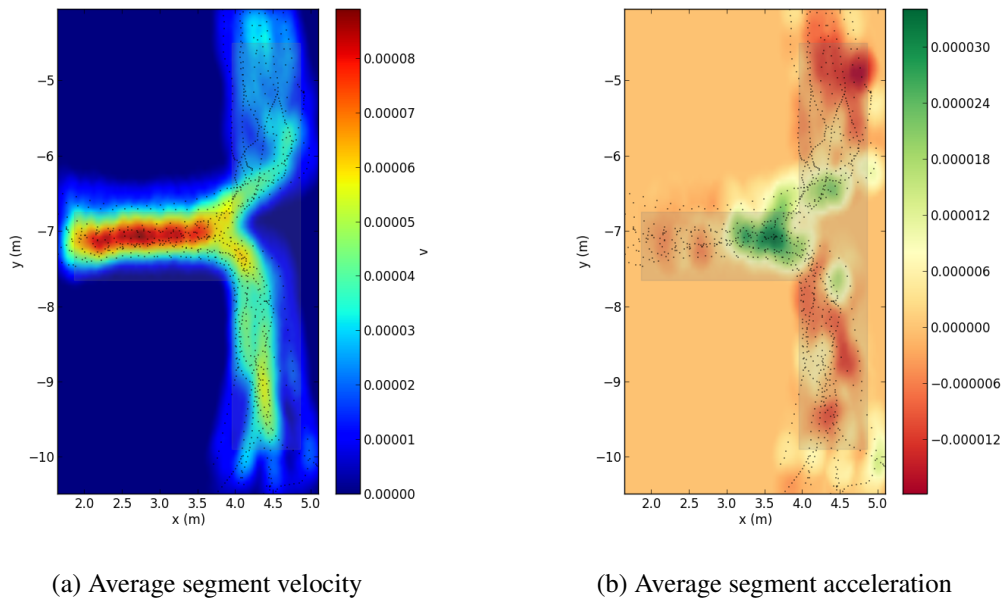 −5
−6
−7
−8
−9
−10
y (m)
2.0 2.5 3.0 3.5 4.0 4.5 5.0
x (m)
0.00008
0.00007
0.00006
0.00005
0.00004
0.00003
0.00002
0.00001
0.00000
v
−5
−6
−7
−8
−9
−10
y (m)
2.0 2.5 3.0 3.5 4.0 4.5 5.0
x (m)
0.000030
0.000024
0.000018
0.000012
0.000006
0.000000
−0.000006
−0.000012
a
(a) Average segment velocity
(b) Average segment acceleration